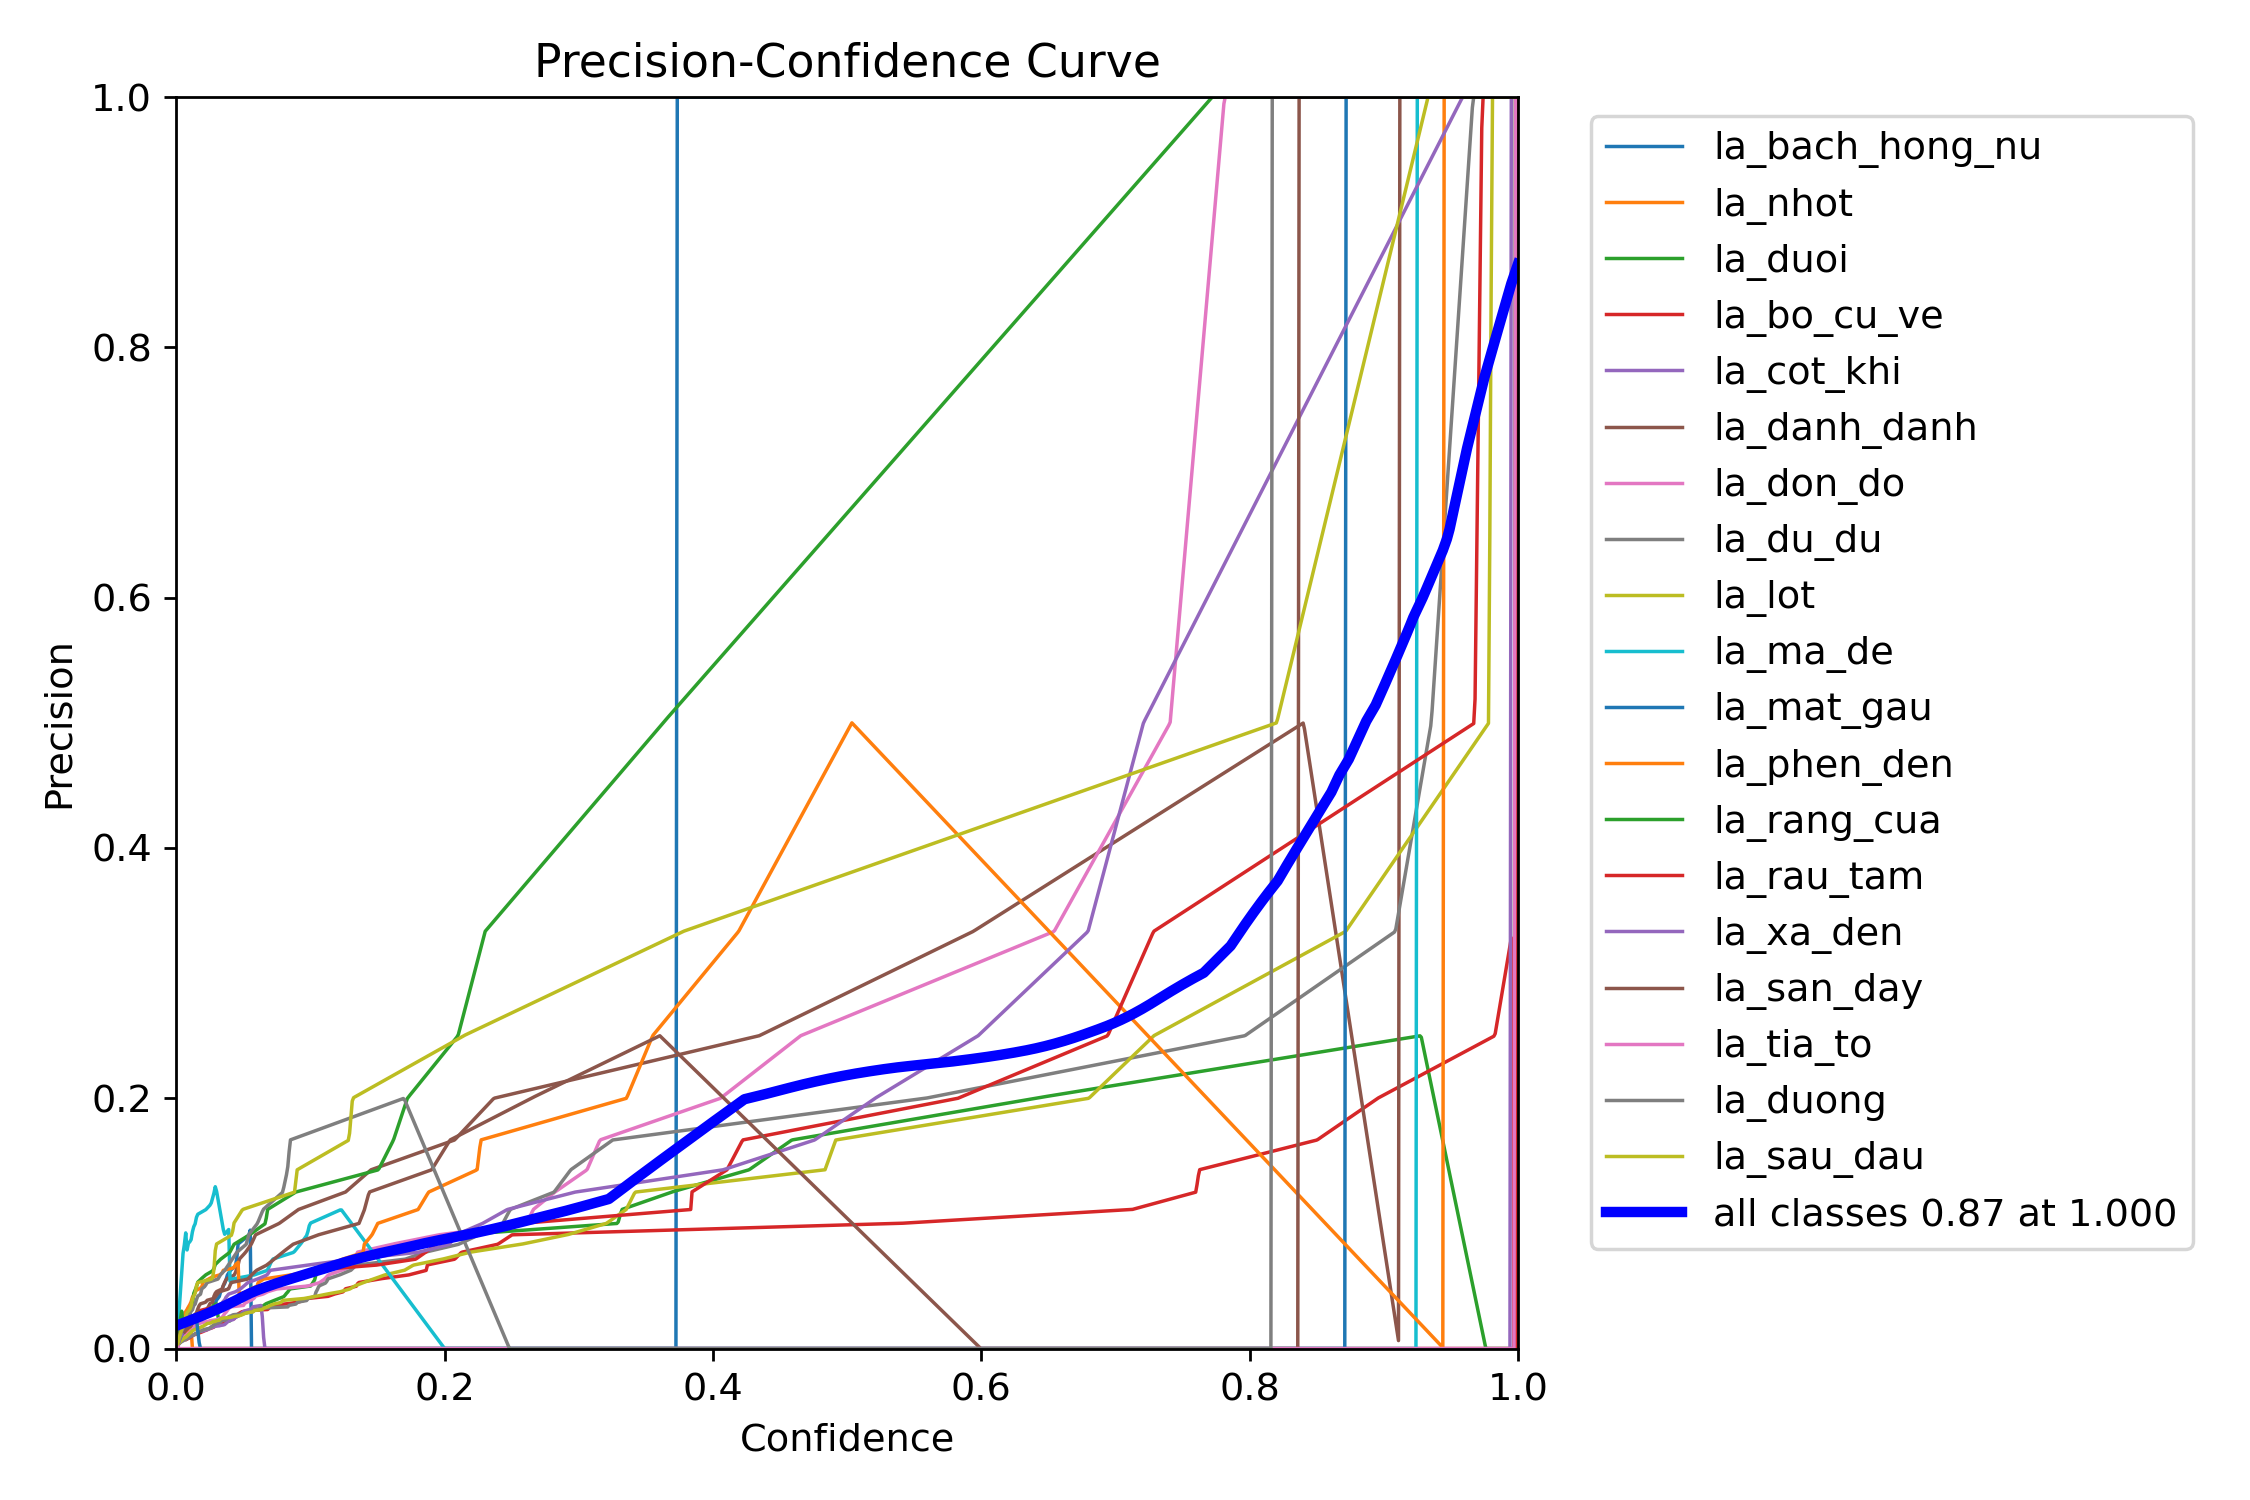 Precision-Confidence Curve
1.0
0.8
0.6
0.4
0.2
0.0
Precision
0.0 0.2 0.4 0.6 0.8 1.0
Confidence
la_bach_hong_nu
la_nhot
la_duoi
la_bo_cu_ve
la_cot_khi
la_danh_danh
la_don_do
la_du_du
la_lot
la_ma_de
la_mat_gau
la_phen_den
la_rang_cua
la_rau_tam
la_xa_den
la_san_day
la_tia_to
la_duong
la_sau_dau
all classes 0.87 at 1.000